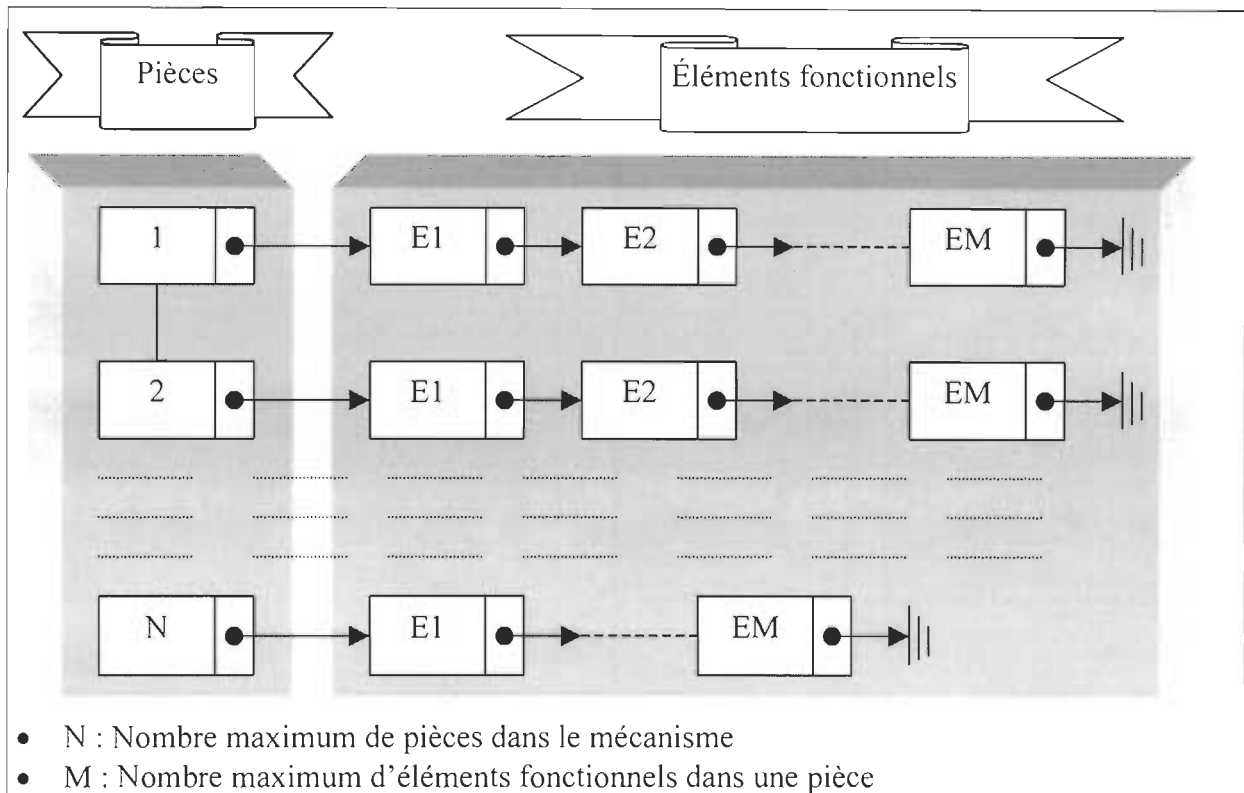 Pièces
Éléments fonctionnels
1 E1 E2 EM
2 E1 E2 EM
N E1 EM
• N : Nombre maximum de pièces dans le mécanisme
• M : Nombre maximum d'éléments fonctionnels dans une pièce